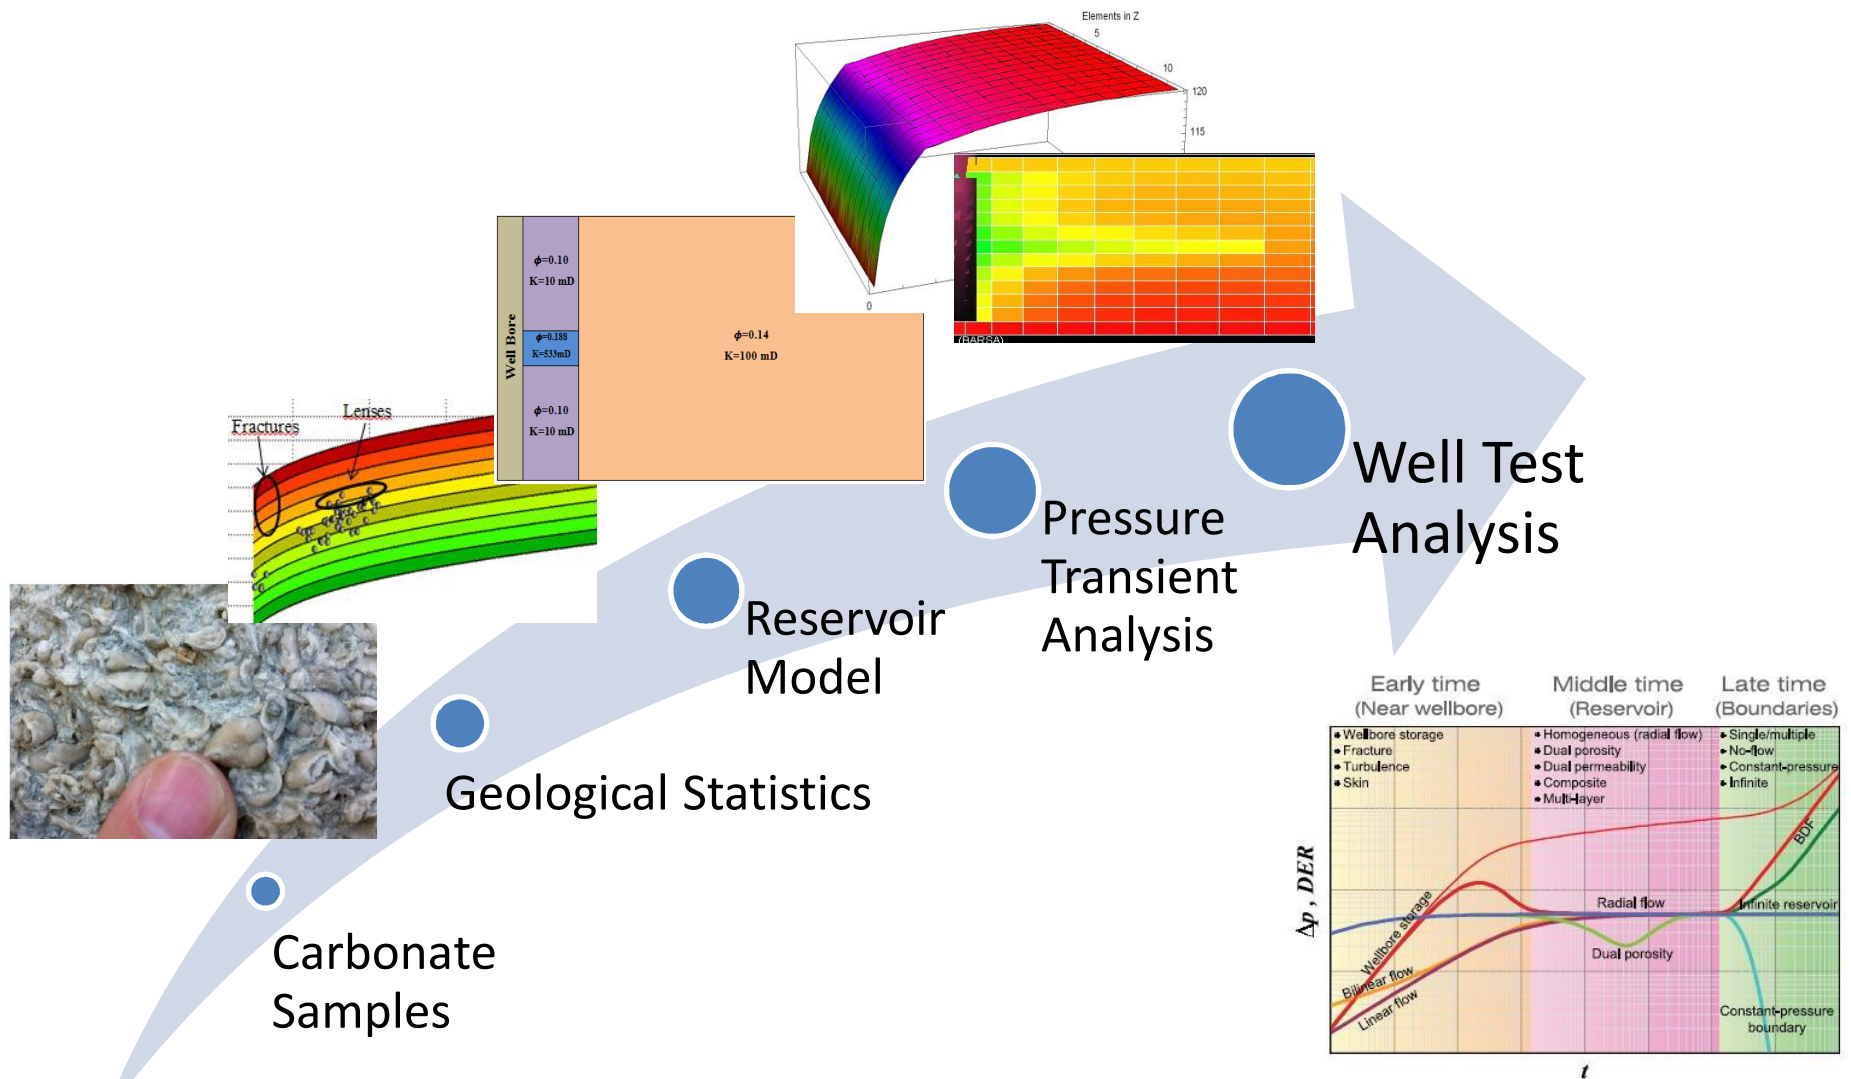 Elements in Z
5
10
120
115
0
(BARSA)
Well Bore
ϕ=0.10
K=10 mD
ϕ=0.188
K=533mD
ϕ=0.10
K=10 mD
ϕ=0.14
K=100 mD
Lenses
Fractures
Well Test
Analysis
Pressure
Transient
Analysis
Reservoir
Model
Geological Statistics
Carbonate
Samples
Early time
(Near wellbore)
Middle time
(Reservoir)
Late time
(Boundaries)
Wellbore storage
Fracture
Turbulence
Skin
Homogeneous (radial flow)
Dual porosity
Dual permeability
Composite
Multi-layer
Single/multiple
No-flow
Constant-pressure
Infinite
Δp , DER
Wellbore storage
Bilinear flow
Linear flow
Radial flow
Dual porosity
BDF
Infinite reservoir
Constant-pressure
boundary
t